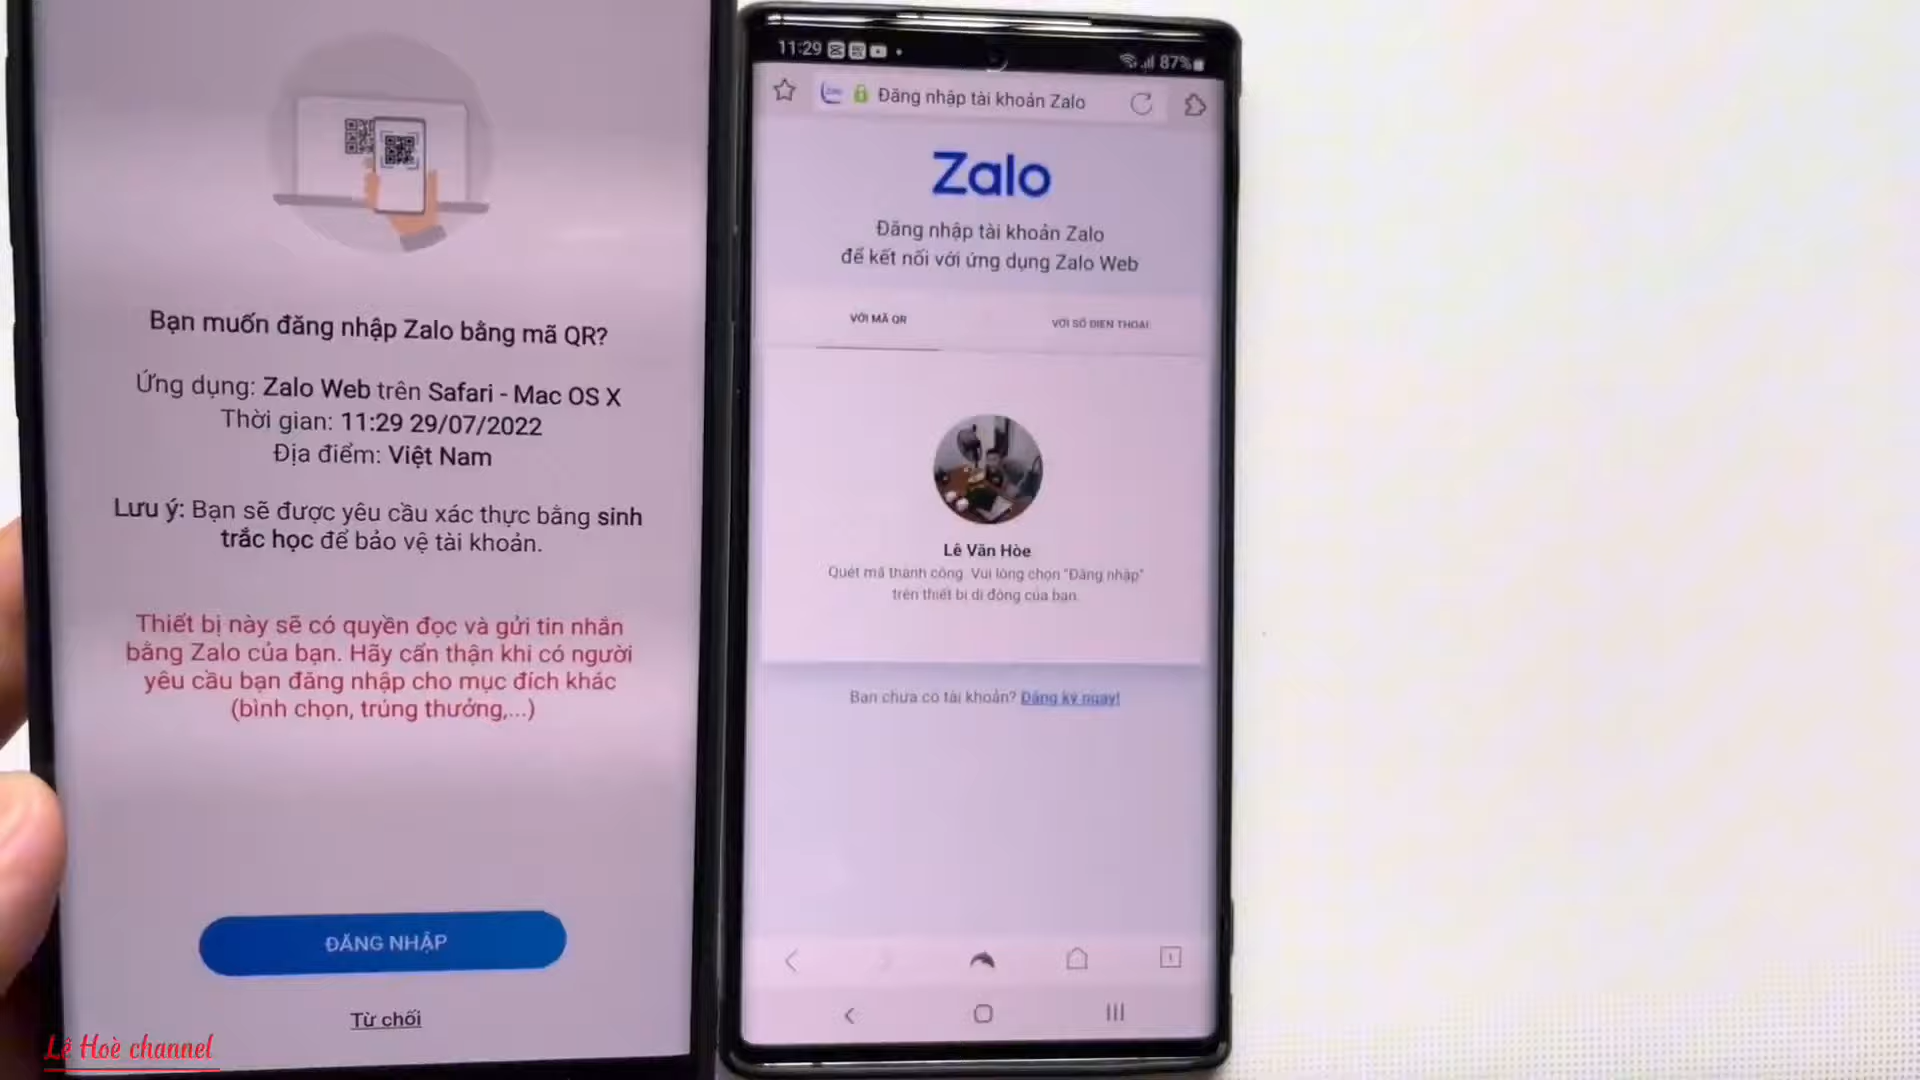 Bạn muốn đăng nhập Zalo bằng mã QR?
Ứng dụng: Zalo Web trên Safari - Mac OS X
Thời gian: 11:29 29/07/2022
Địa điểm: Việt Nam
Lưu ý: Bạn sẽ được yêu cầu xác thực bằng sinh
trắc học để bảo vệ tài khoản.
Thiết bị này sẽ có quyền đọc và gửi tin nhắn
bằng Zalo của bạn. Hãy cẩn thận khi có người
yêu cầu bạn đăng nhập cho mục đích khác
(bình chọn, trúng thưởng,...)
ĐĂNG NHẬP
Từ chối
Lê Hoè channel
11:29
87%
Đăng nhập tài khoản Zalo
Zalo
Đăng nhập tài khoản Zalo
để kết nối với ứng dụng Zalo Web
VỚI MÃ QR
VỚI SỐ ĐIỆN THOẠI
Lê Văn Hòe
Quét mã thành công. Vui lòng chọn "Đăng nhập"
trên thiết bị di động của bạn.
Bạn chưa có tài khoản? Đăng ký ngay!
1